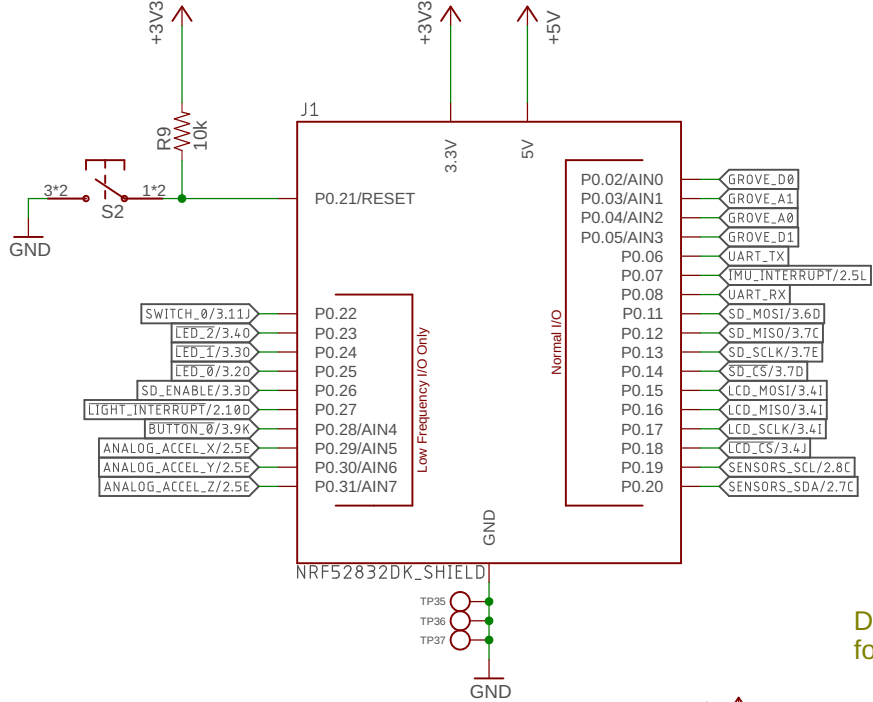 +3V3
+3V3
+5V
J1
R9
10k
3.3V
5V
3*2
1*2
S2
GND
P0.21/RESET
P0.02/AIN0 GROVE_D0
P0.03/AIN1 GROVE_A1
P0.04/AIN2 GROVE_A0
P0.05/AIN3 GROVE_D1
P0.06 UART_TX
P0.07 IMU_INTERRUPT/2.5L
P0.08 UART_RX
P0.11 SD_MOSI/3.6D
P0.12 SD_MISO/3.7C
P0.13 SD_SCLK/3.7E
P0.14 SD_CS/3.7D
P0.15 LCD_MOSI/3.4I
P0.16 LCD_MISO/3.4I
P0.17 LCD_SCLK/3.4I
P0.18 LCD_CS/3.4J
P0.19 SENSORS_SCL/2.8C
P0.20 SENSORS_SDA/2.7C
Normal I/O
SWITCH_0/3.11J P0.22
LED_2/3.4O P0.23
LED_1/3.3O P0.24
LED_0/3.2O P0.25
SD_ENABLE/3.3D P0.26
LIGHT_INTERRUPT/2.10D P0.27
BUTTON_0/3.9K P0.28/AIN4
ANALOG_ACCEL_X/2.5E P0.29/AIN5
ANALOG_ACCEL_Y/2.5E P0.30/AIN6
ANALOG_ACCEL_Z/2.5E P0.31/AIN7
Low Frequency I/O Only
GND
NRF52832DK_SHIELD
TP35
TP36
TP37
GND
D
fo